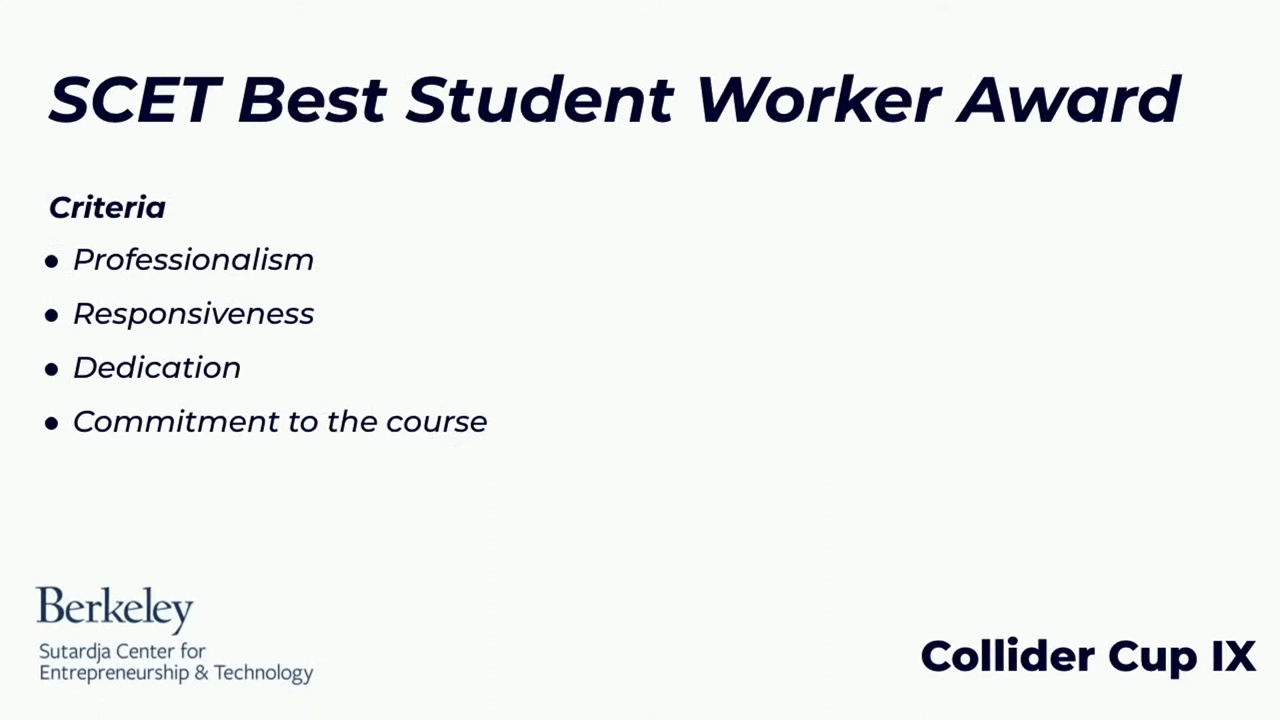 SCET Best Student Worker Award
Criteria
● Professionalism
● Responsiveness
● Dedication
● Commitment to the course
Berkeley
Sutardja Center for
Entrepreneurship & Technology
Collider Cup IX